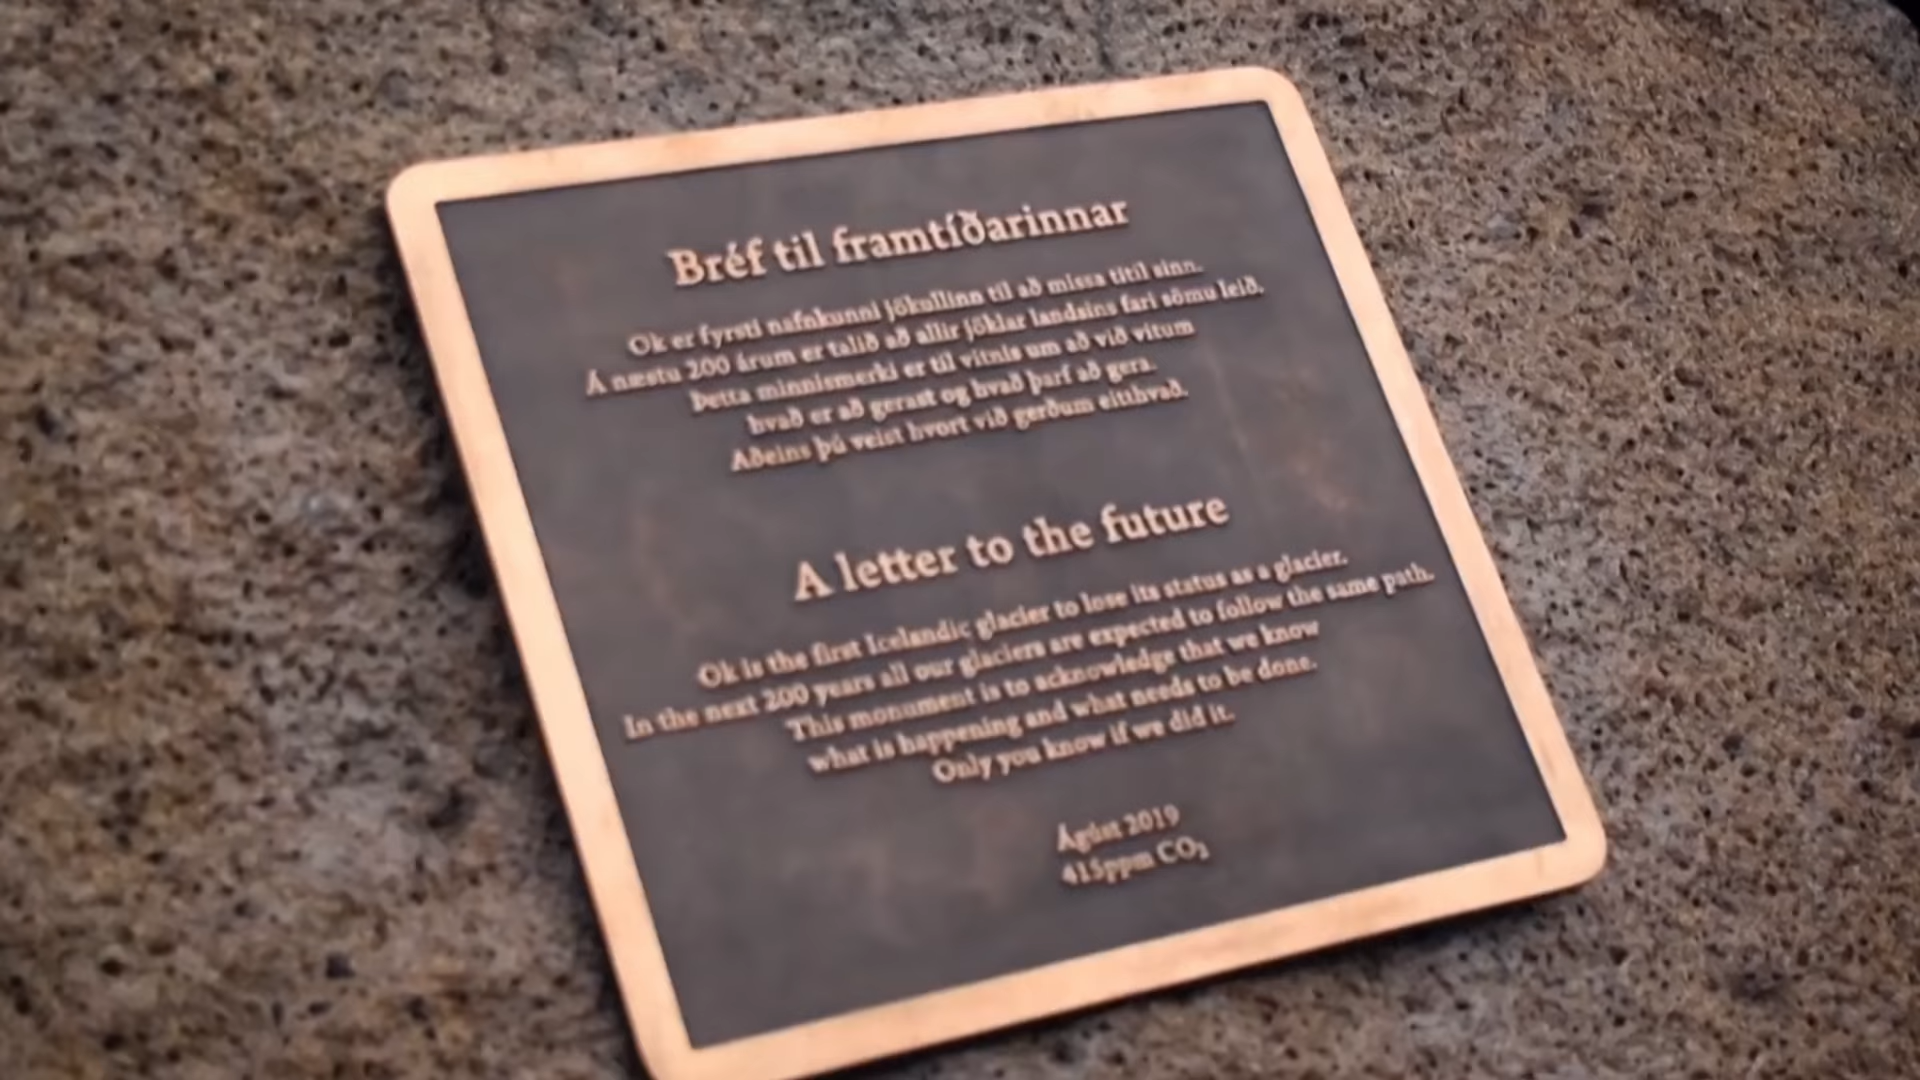 Bréf til framtíðarinnar
Ok er fyrsti nafnkunni jökullinn til að missa titil sinn.
Á næstu 200 árum er talið að allir jöklar landsins fari sömu leið.
Þetta minnismerki er til vitnis um að við vitum
hvað er að gerast og hvað þarf að gera.
Aðeins þú veist hvort við gerðum eitthvað.
A letter to the future
Ok is the first Icelandic glacier to lose its status as a glacier.
In the next 200 years all our glaciers are expected to follow the same path.
This monument is to acknowledge that we know
what is happening and what needs to be done.
Only you know if we did it.
Ágúst 2019
415ppm CO₂